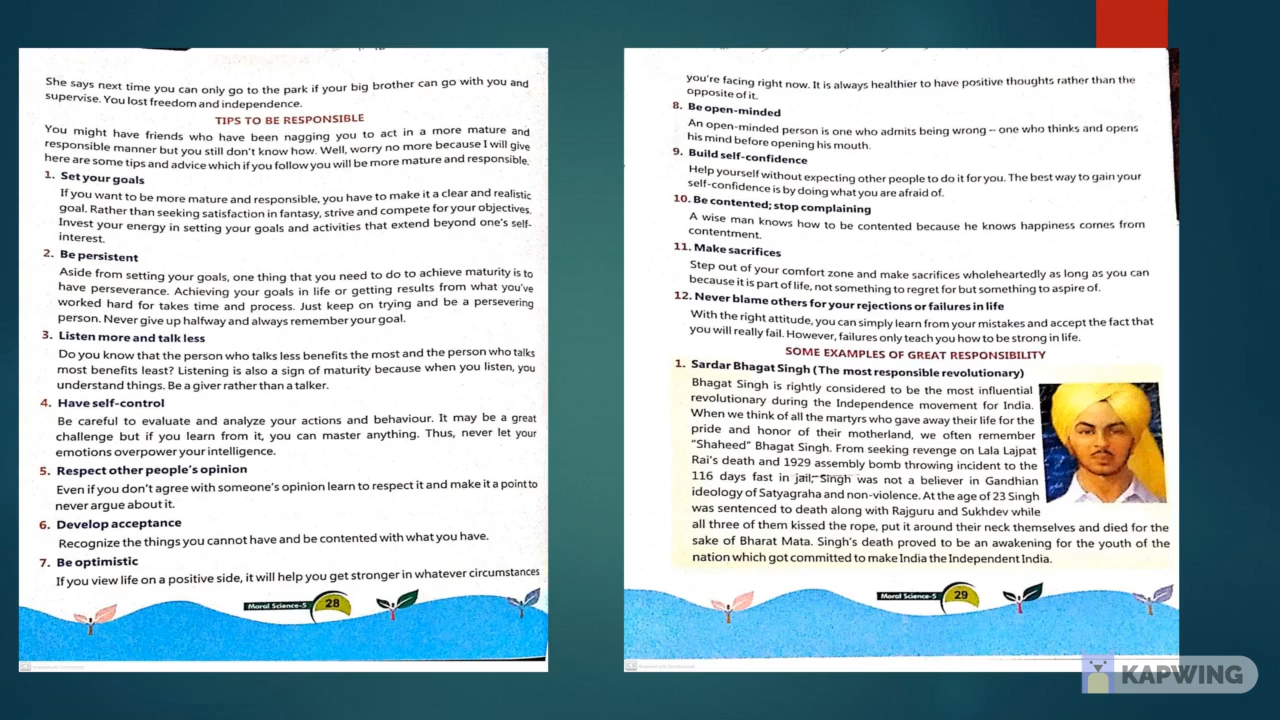 She says next time you can only go to the park if your big brother can go with you and
supervise. You lost freedom and independence.
TIPS TO BE RESPONSIBLE
You might have friends who have been nagging you to act in a more mature and
responsible manner but you still don't know how. Well, worry no more because I will give
here are some tips and advice which if you follow you will be more mature and responsible.
1. Set your goals
If you want to be more mature and responsible, you have to make it a clear and realistic
goal. Rather than seeking satisfaction in fantasy, strive and compete for your objectives.
Invest your energy in setting your goals and activities that extend beyond one's self-
interest.
2. Be persistent
Aside from setting your goals, one thing that you need to do to achieve maturity is to
have perseverance. Achieving your goals in life or getting results from what you've
worked hard for takes time and process. Just keep on trying and be a persevering
person. Never give up halfway and always remember your goal.
3. Listen more and talk less
Do you know that the person who talks less benefits the most and the person who talks
most benefits least? Listening is also a sign of maturity because when you listen, you
understand things. Be a giver rather than a talker.
4. Have self-control
Be careful to evaluate and analyze your actions and behaviour. It may be a great
challenge but if you learn from it, you can master anything. Thus, never let your
emotions overpower your intelligence.
5. Respect other people's opinion
Even if you don't agree with someone's opinion learn to respect it and make it a point to
never argue about it.
6. Develop acceptance
Recognize the things you cannot have and be contented with what you have.
7. Be optimistic
If you view life on a positive side, it will help you get stronger in whatever circumstances
Moral Science-5 28
you're facing right now. It is always healthier to have positive thoughts rather than the
opposite of it.
8. Be open-minded
An open-minded person is one who admits being wrong – one who thinks and opens
his mind before opening his mouth.
9. Build self-confidence
Help yourself without expecting other people to do it for you. The best way to gain your
self-confidence is by doing what you are afraid of.
10. Be contented; stop complaining
A wise man knows how to be contented because he knows happiness comes from
contentment.
11. Make sacrifices
Step out of your comfort zone and make sacrifices wholeheartedly as long as you can
because it is part of life, not something to regret for but something to aspire of.
12. Never blame others for your rejections or failures in life
With the right attitude, you can simply learn from your mistakes and accept the fact that
you will really fail. However, failures only teach you how to be strong in life.
SOME EXAMPLES OF GREAT RESPONSIBILITY
1. Sardar Bhagat Singh (The most responsible revolutionary)
Bhagat Singh is rightly considered to be the most influential
revolutionary during the Independence movement for India.
When we think of all the martyrs who gave away their life for the
pride and honor of their motherland, we often remember
"Shaheed" Bhagat Singh. From seeking revenge on Lala Lajpat
Rai's death and 1929 assembly bomb throwing incident to the
116 days fast in jail, Singh was not a believer in Gandhian
ideology of Satyagraha and non-violence. At the age of 23 Singh
was sentenced to death along with Rajguru and Sukhdev while
all three of them kissed the rope, put it around their neck themselves and died for the
sake of Bharat Mata. Singh's death proved to be an awakening for the youth of the
nation which got committed to make India the Independent India.
Moral Science-5 29
KAPWING